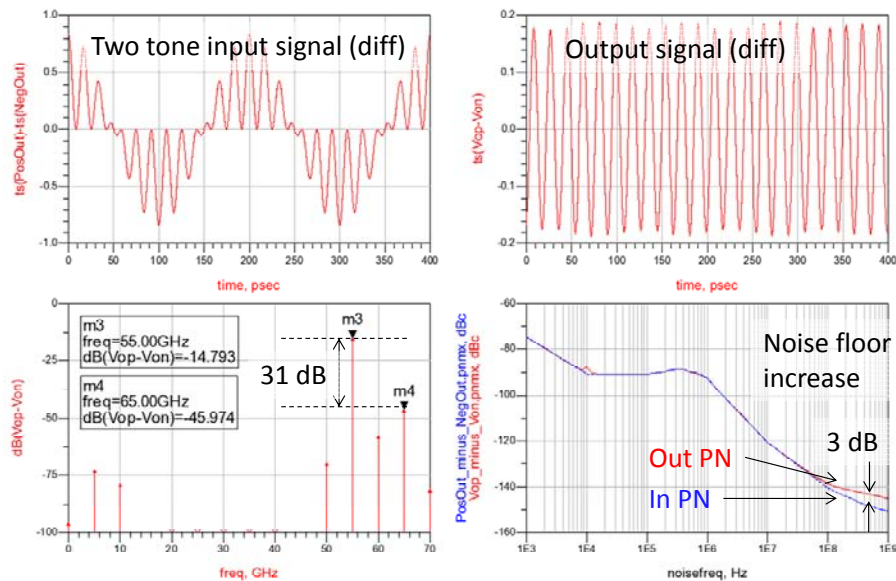 Two tone input signal (diff)
ts(PosOut)-ts(NegOut)
1.0
0.5
0.0
-0.5
-1.0
0 50 100 150 200 250 300 350 400
time, psec
Output signal (diff)
ts(Vop-Von)
0.2
0.1
0.0
-0.1
-0.2
0 50 100 150 200 250 300 350 400
time, psec
dB(Vop-Von)
0
-25
-50
-75
-100
m3
freq=55.00GHz
dB(Vop-Von)=-14.793
m4
freq=65.00GHz
dB(Vop-Von)=-45.974
31 dB
m3
m4
0 10 20 30 40 50 60 70
freq, GHz
PosOut_minus_NegOut.pnmx, dBc
Vop_minus_Von.pnmx, dBc
-60
-80
-100
-120
-140
-160
Noise floor
increase
3 dB
Out PN
In PN
1E3 1E4 1E5 1E6 1E7 1E8 1E9
noisefreq, Hz